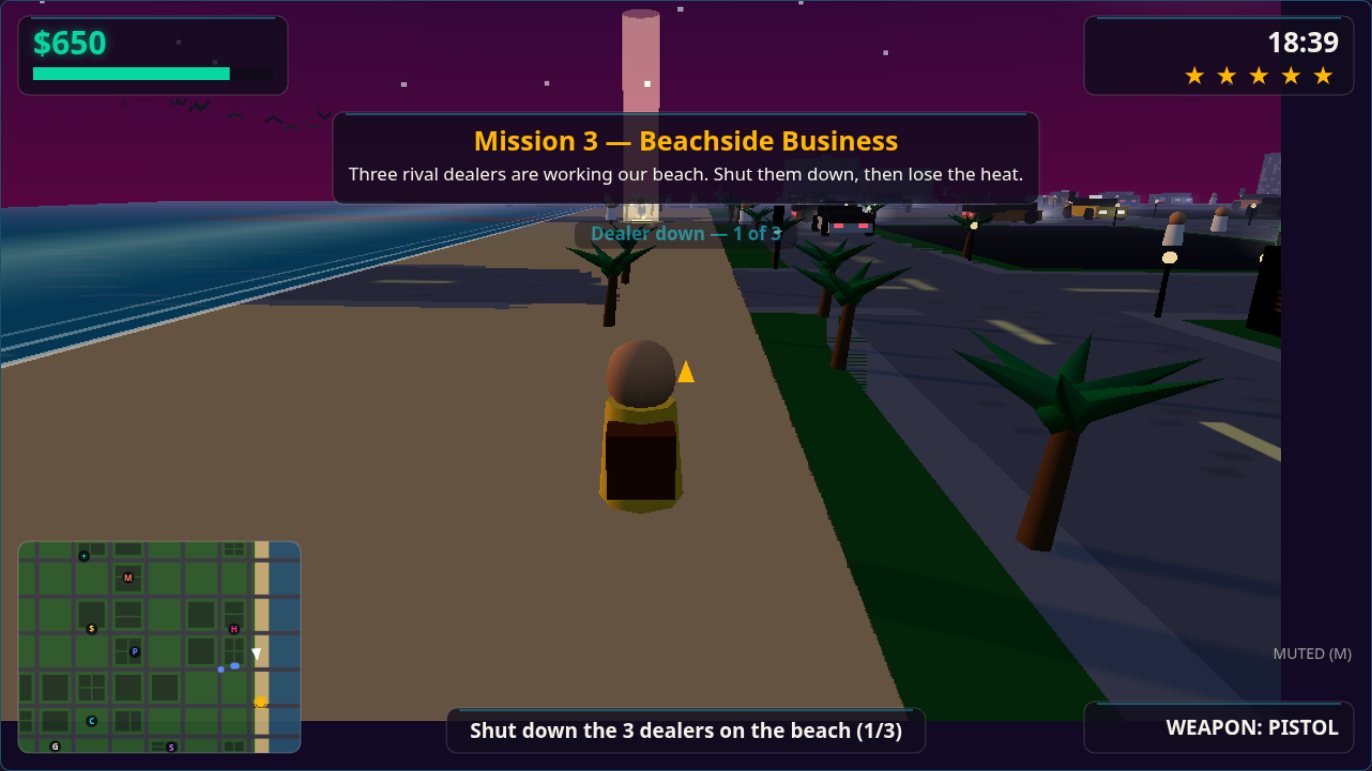 $650
18:39
★ ★ ★ ★ ★
Mission 3 — Beachside Business
Three rival dealers are working our beach. Shut them down, then lose the heat.
Dealer down — 1 of 3
M
$
H
P
C
G
S
MUTED (M)
Shut down the 3 dealers on the beach (1/3)
WEAPON: PISTOL